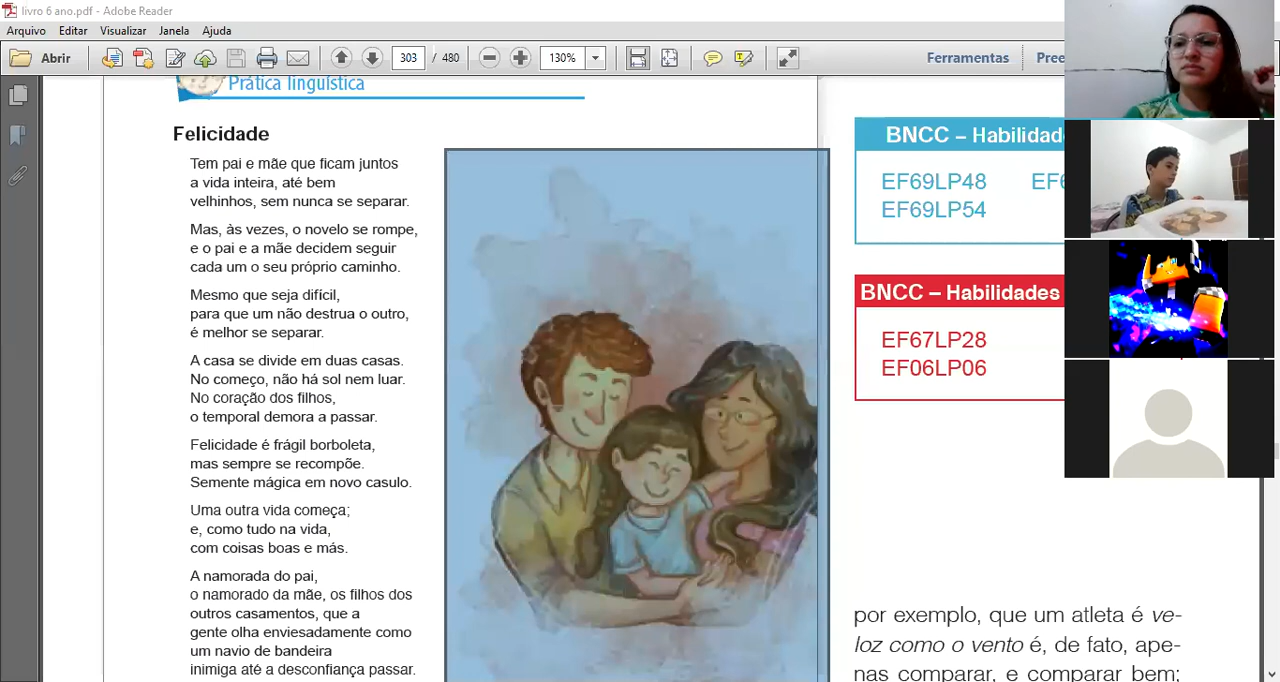 livro 6 ano.pdf - Adobe Reader
Arquivo Editar Visualizar Janela Ajuda
Abrir 303 / 480 130% Ferramentas Pree
Prática linguística
Felicidade
Tem pai e mãe que ficam juntos
a vida inteira, até bem
velhinhos, sem nunca se separar.
Mas, às vezes, o novelo se rompe,
e o pai e a mãe decidem seguir
cada um o seu próprio caminho.
Mesmo que seja difícil,
para que um não destrua o outro,
é melhor se separar.
A casa se divide em duas casas.
No começo, não há sol nem luar.
No coração dos filhos,
o temporal demora a passar.
Felicidade é frágil borboleta,
mas sempre se recompõe.
Semente mágica em novo casulo.
Uma outra vida começa;
e, como tudo na vida,
com coisas boas e más.
A namorada do pai,
o namorado da mãe, os filhos dos
outros casamentos, que a
gente olha enviesadamente como
um navio de bandeira
inimiga até a desconfiança passar.
BNCC – Habilidad
EF69LP48 EF6
EF69LP54
BNCC – Habilidades
EF67LP28
EF06LP06
por exemplo, que um atleta é ve-
loz como o vento é, de fato, ape-
nas comparar, e comparar bem;